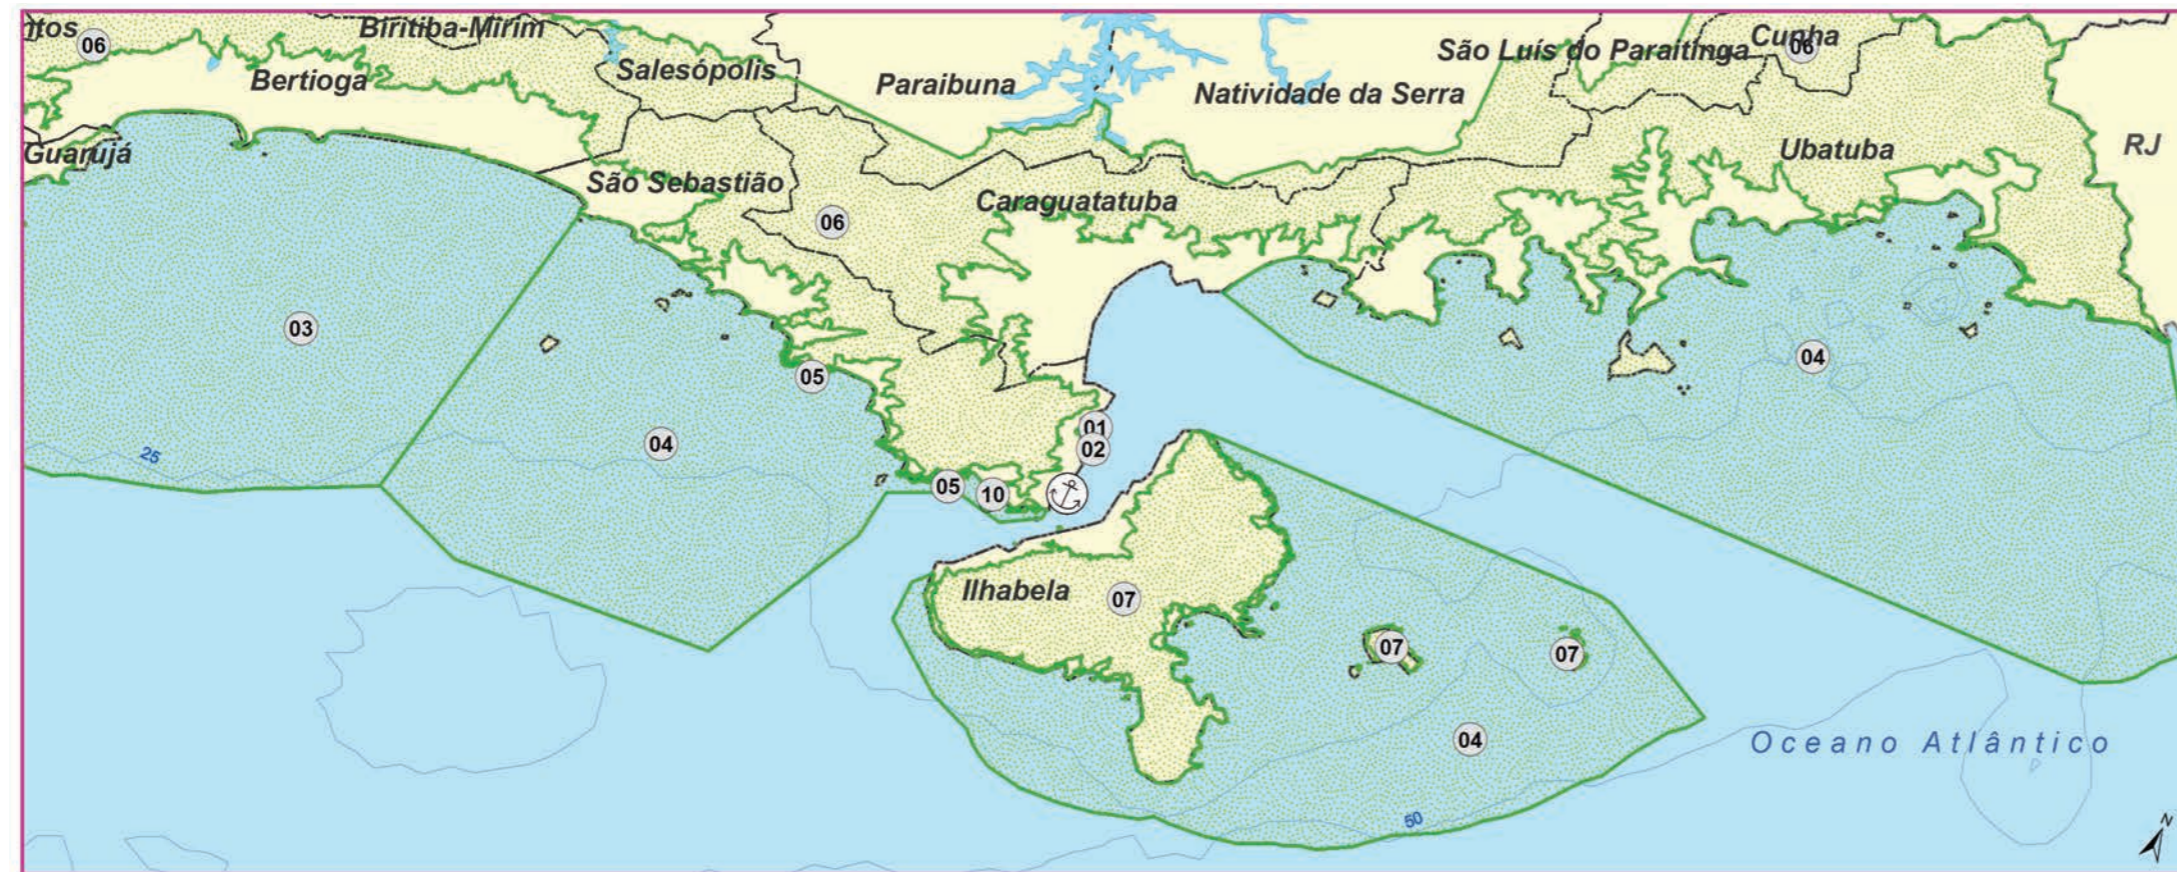 ntos
06
Biritiba-Mirim
Bertioga
Salesópolis
Paraibuna
Natividade da Serra
São Luís do Paraitinga
Cunha
06
Guarujá
São Sebastião
Caraguatatuba
Ubatuba
RJ
06
03
04
05
04
01
02
25
04
05
10
Ilhabela
07
07
07
04
Oceano Atlântico
50
N